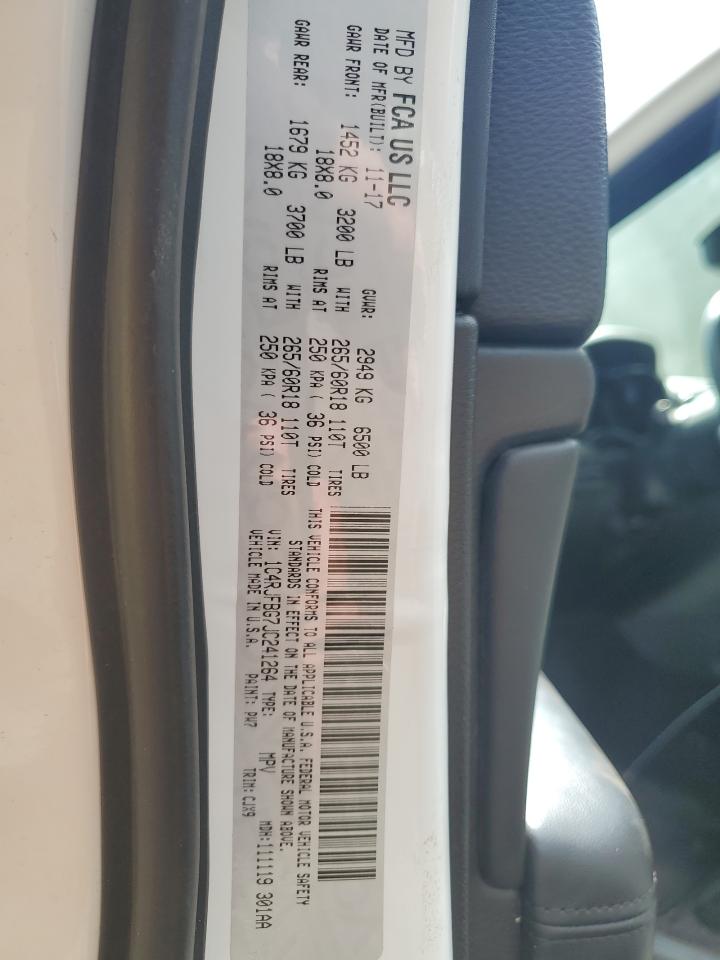 MFD BY FCA US LLC
DATE OF MFR(BUILT): 11-17 GVWR: 2949 KG 6500 LB
GAWR FRONT: 1452 KG 3200 LB WITH 265/60R18 110T TIRES
18X8.0 RIMS AT 250 KPA ( 36 PSI) COLD
GAWR REAR: 1679 KG 3700 LB WITH 265/60R18 110T TIRES
18X8.0 RIMS AT 250 KPA ( 36 PSI) COLD
THIS VEHICLE CONFORMS TO ALL APPLICABLE U.S.A. FEDERAL MOTOR VEHICLE SAFETY
STANDARDS IN EFFECT ON THE DATE OF MANUFACTURE SHOWN ABOVE.
VIN: 1C4RJFBG7JC241264 TYPE: MPV MDH:111119 301AA
VEHICLE MADE IN U.S.A. PAINT: PW7 TRIM: CJX9